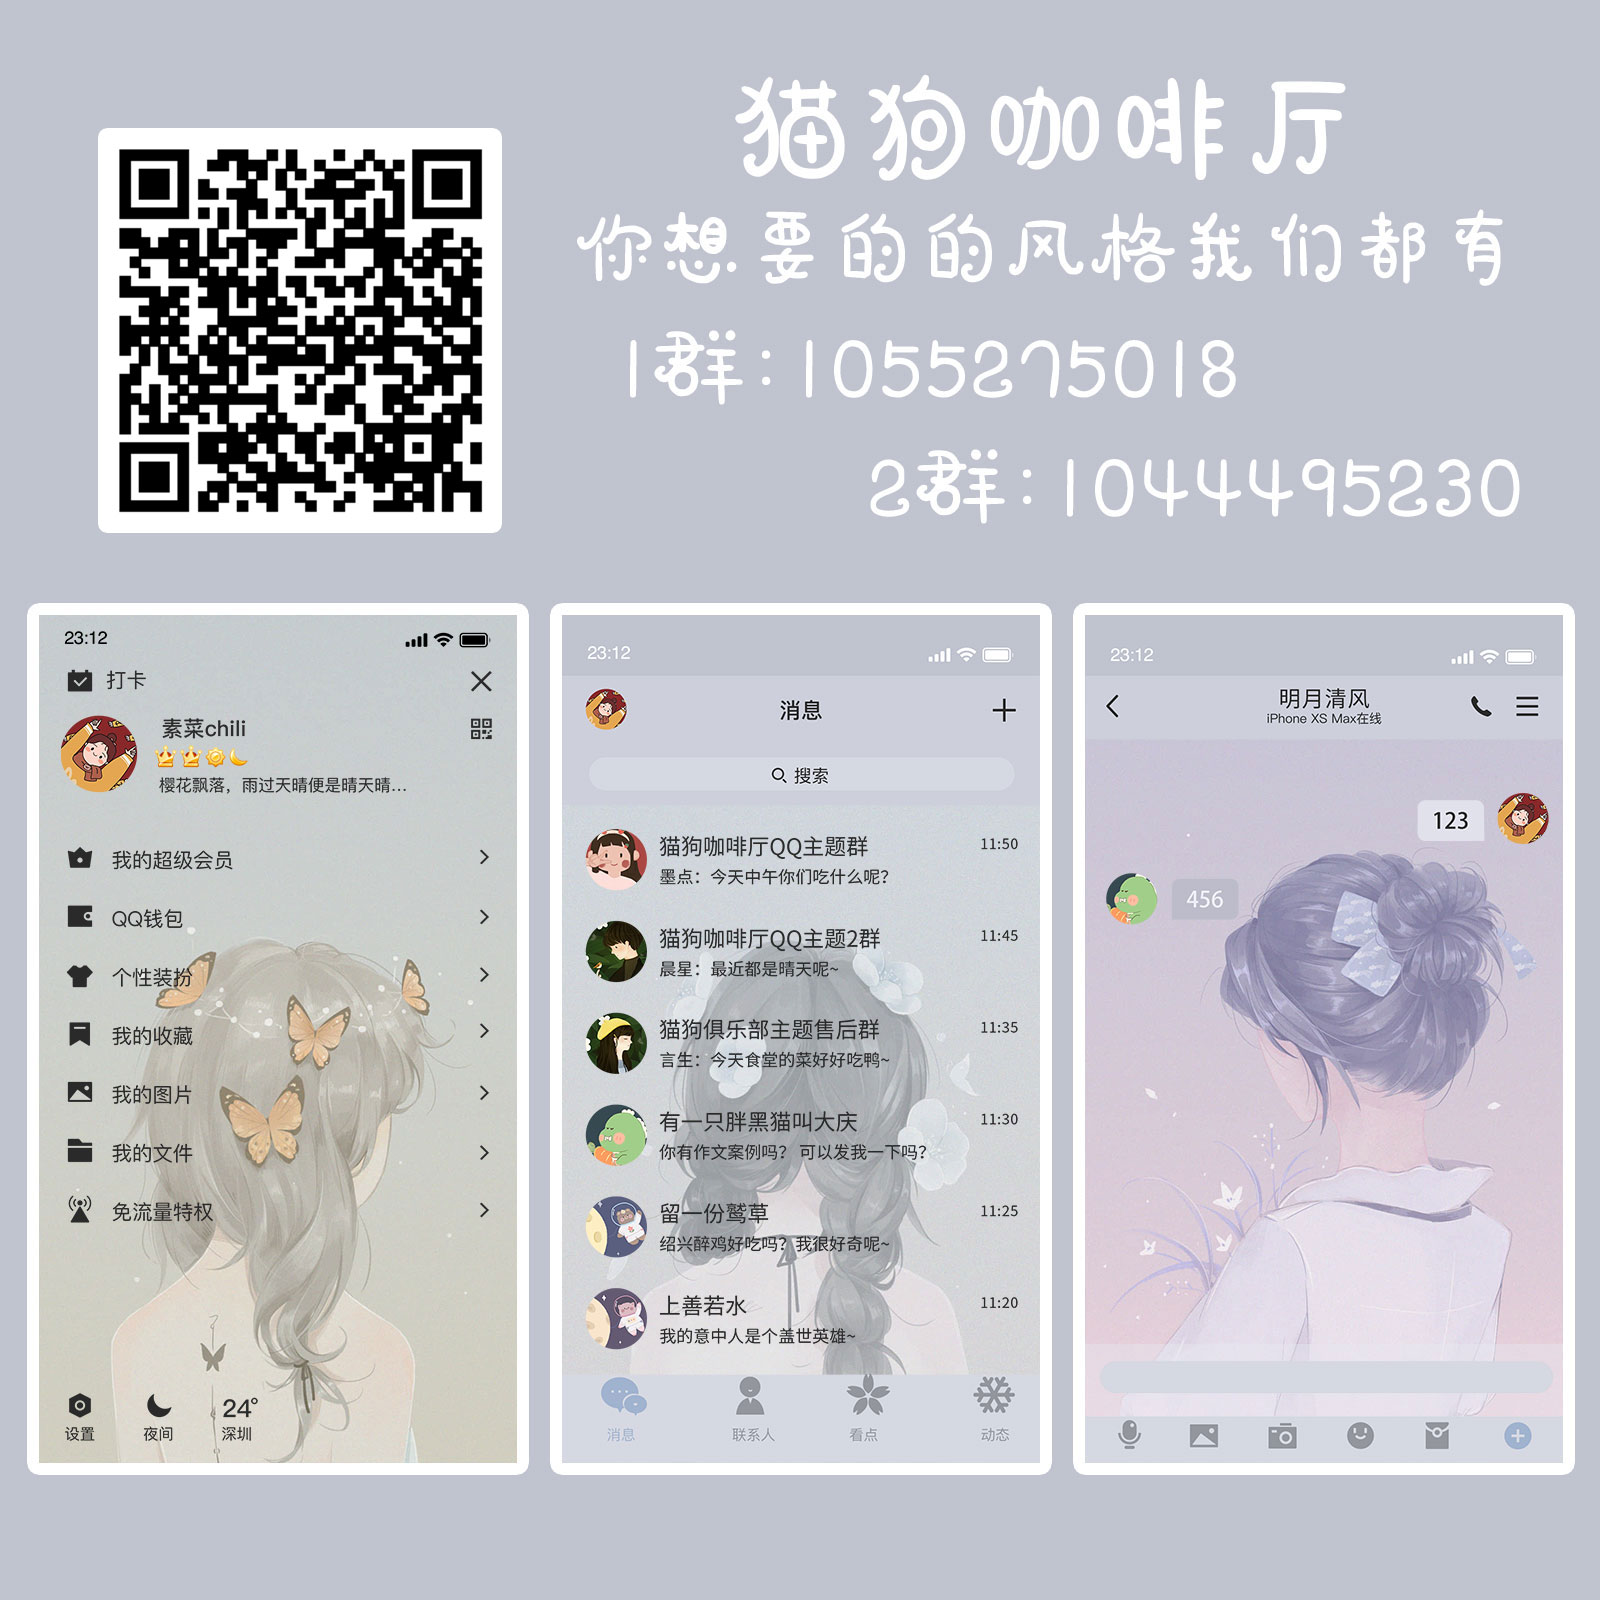 猫狗咖啡厅
你想要的的风格我们都有
1群:1055275018
2群:1044495230
23:12
打卡
素菜chili
樱花飘落，雨过天晴便是晴天晴...
我的超级会员
QQ钱包
个性装扮
我的收藏
我的图片
我的文件
免流量特权
24°
设置 夜间 深圳
23:12
消息
搜索
猫狗咖啡厅QQ主题群 11:50
墨点：今天中午你们吃什么呢？
猫狗咖啡厅QQ主题2群 11:45
晨星：最近都是晴天呢~
猫狗俱乐部主题售后群 11:35
言生：今天食堂的菜好好吃鸭~
有一只胖黑猫叫大庆 11:30
你有作文案例吗？ 可以发我一下吗？
留一份鹫草 11:25
绍兴醉鸡好吃吗？我很好奇呢~
上善若水 11:20
我的意中人是个盖世英雄~
消息 联系人 看点 动态
23:12
明月清风
iPhone XS Max在线
123
456